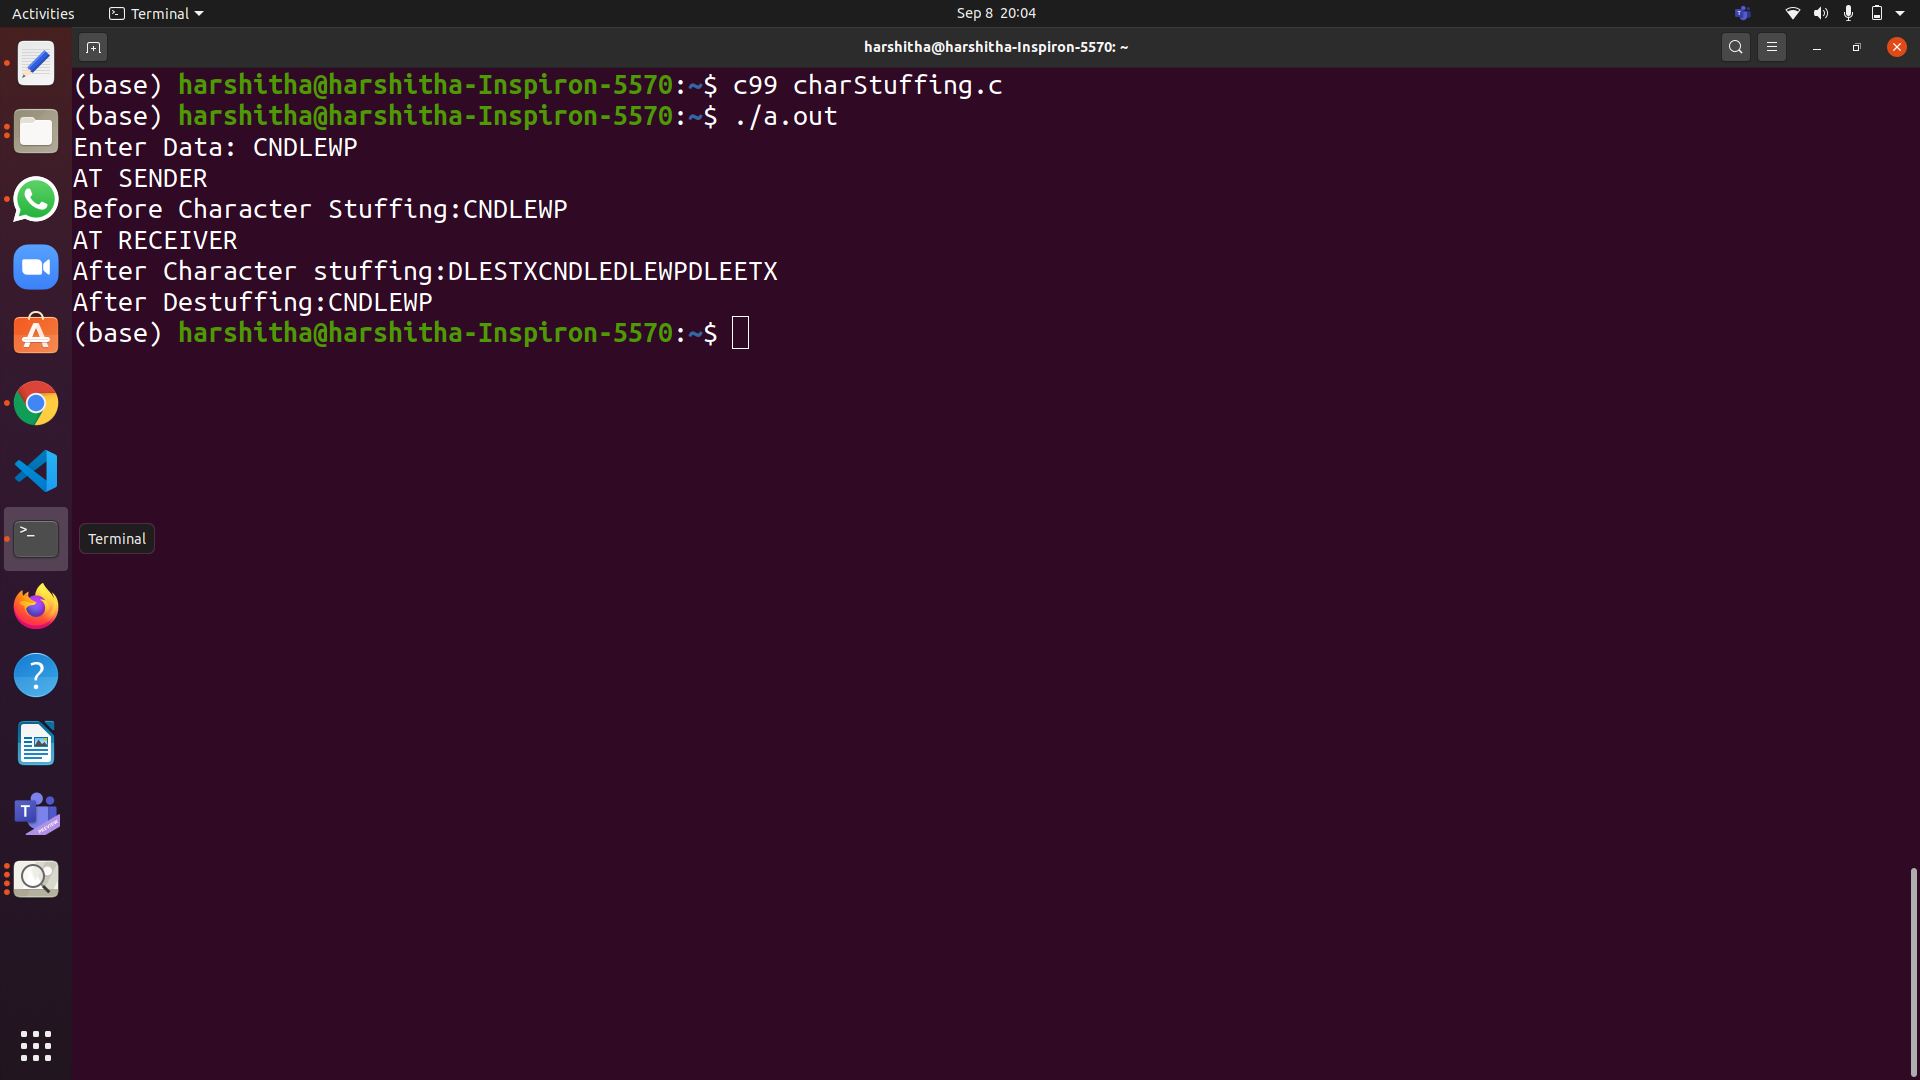 Activities Terminal Sep 8 20:04
harshitha@harshitha-Inspiron-5570: ~
(base) harshitha@harshitha-Inspiron-5570:~$ c99 charStuffing.c
(base) harshitha@harshitha-Inspiron-5570:~$ ./a.out
Enter Data: CNDLEWP
AT SENDER
Before Character Stuffing:CNDLEWP
AT RECEIVER
After Character stuffing:DLESTXCNDLEDLEWPDLEETX
After Destuffing:CNDLEWP
(base) harshitha@harshitha-Inspiron-5570:~$
Terminal